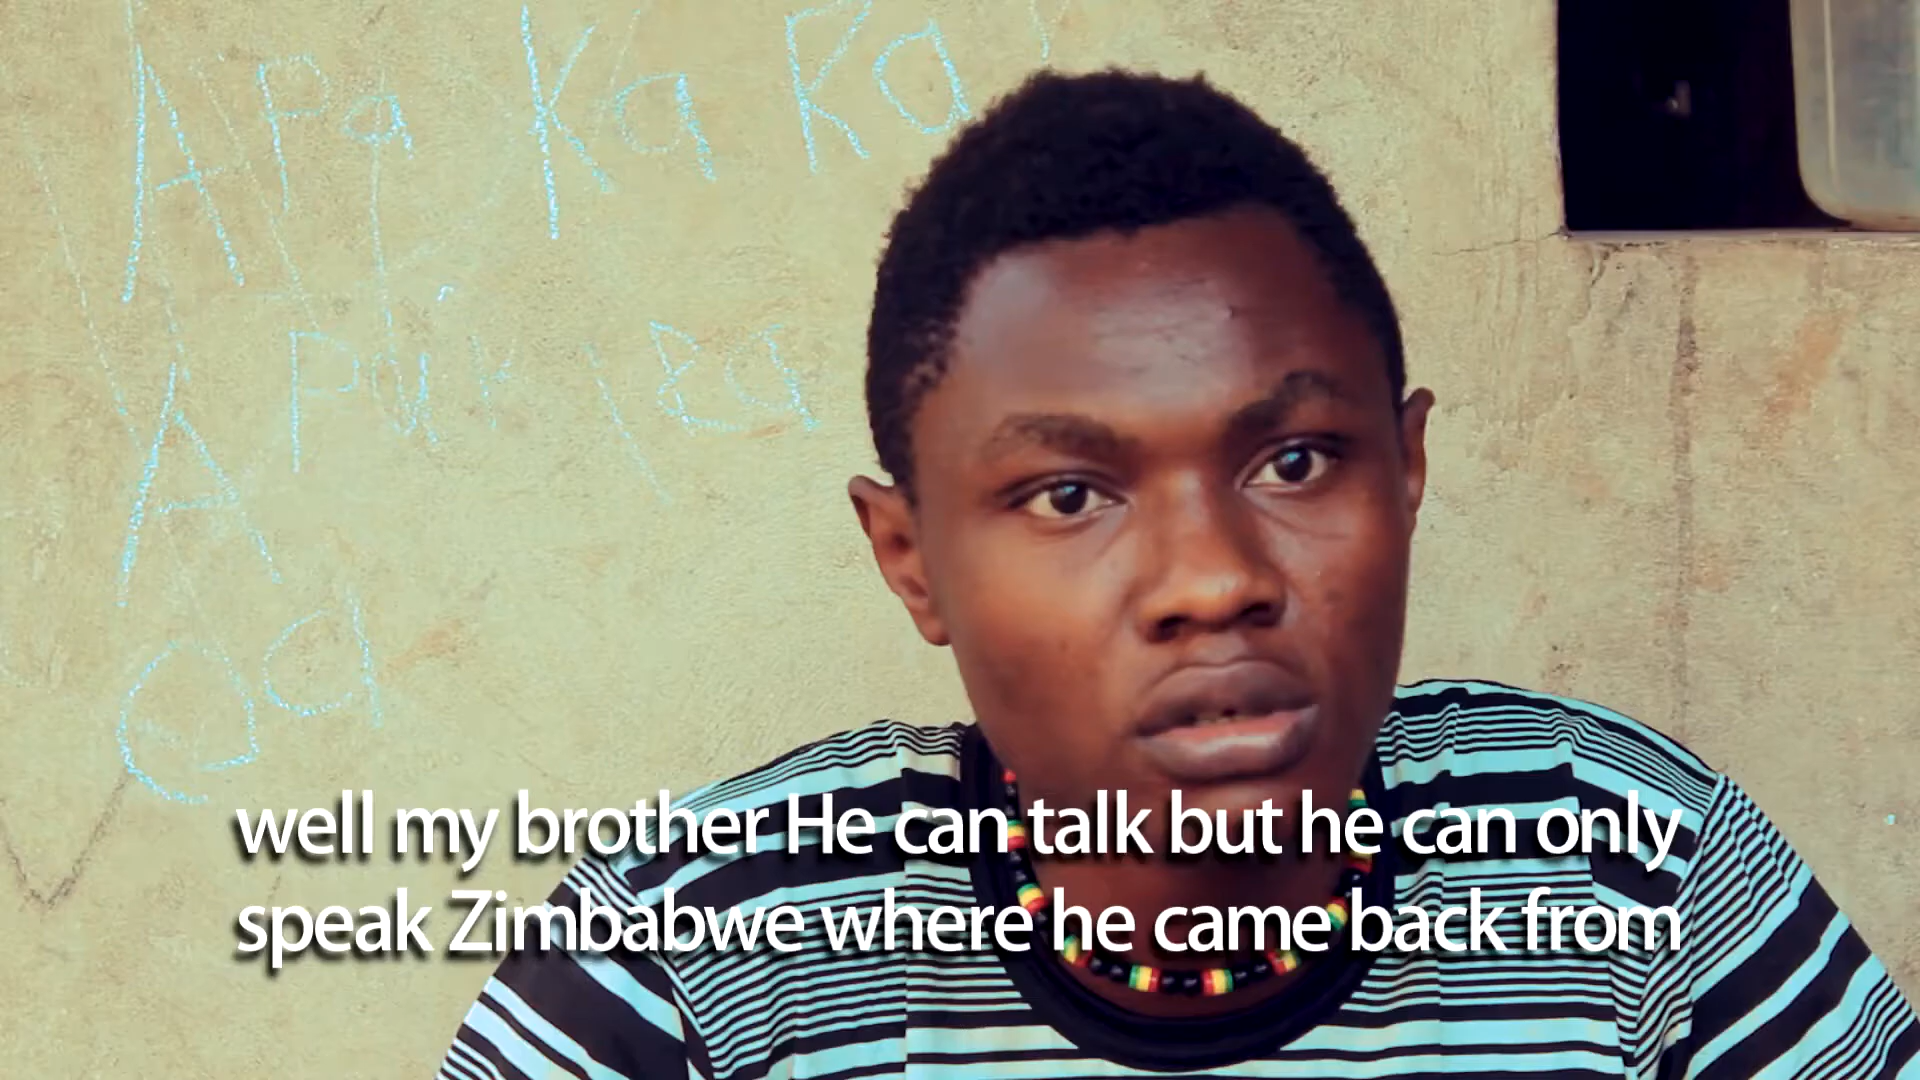 Apa Ka Ra
A
well my brother He can talk but he can only
speak Zimbabwe where he came back from